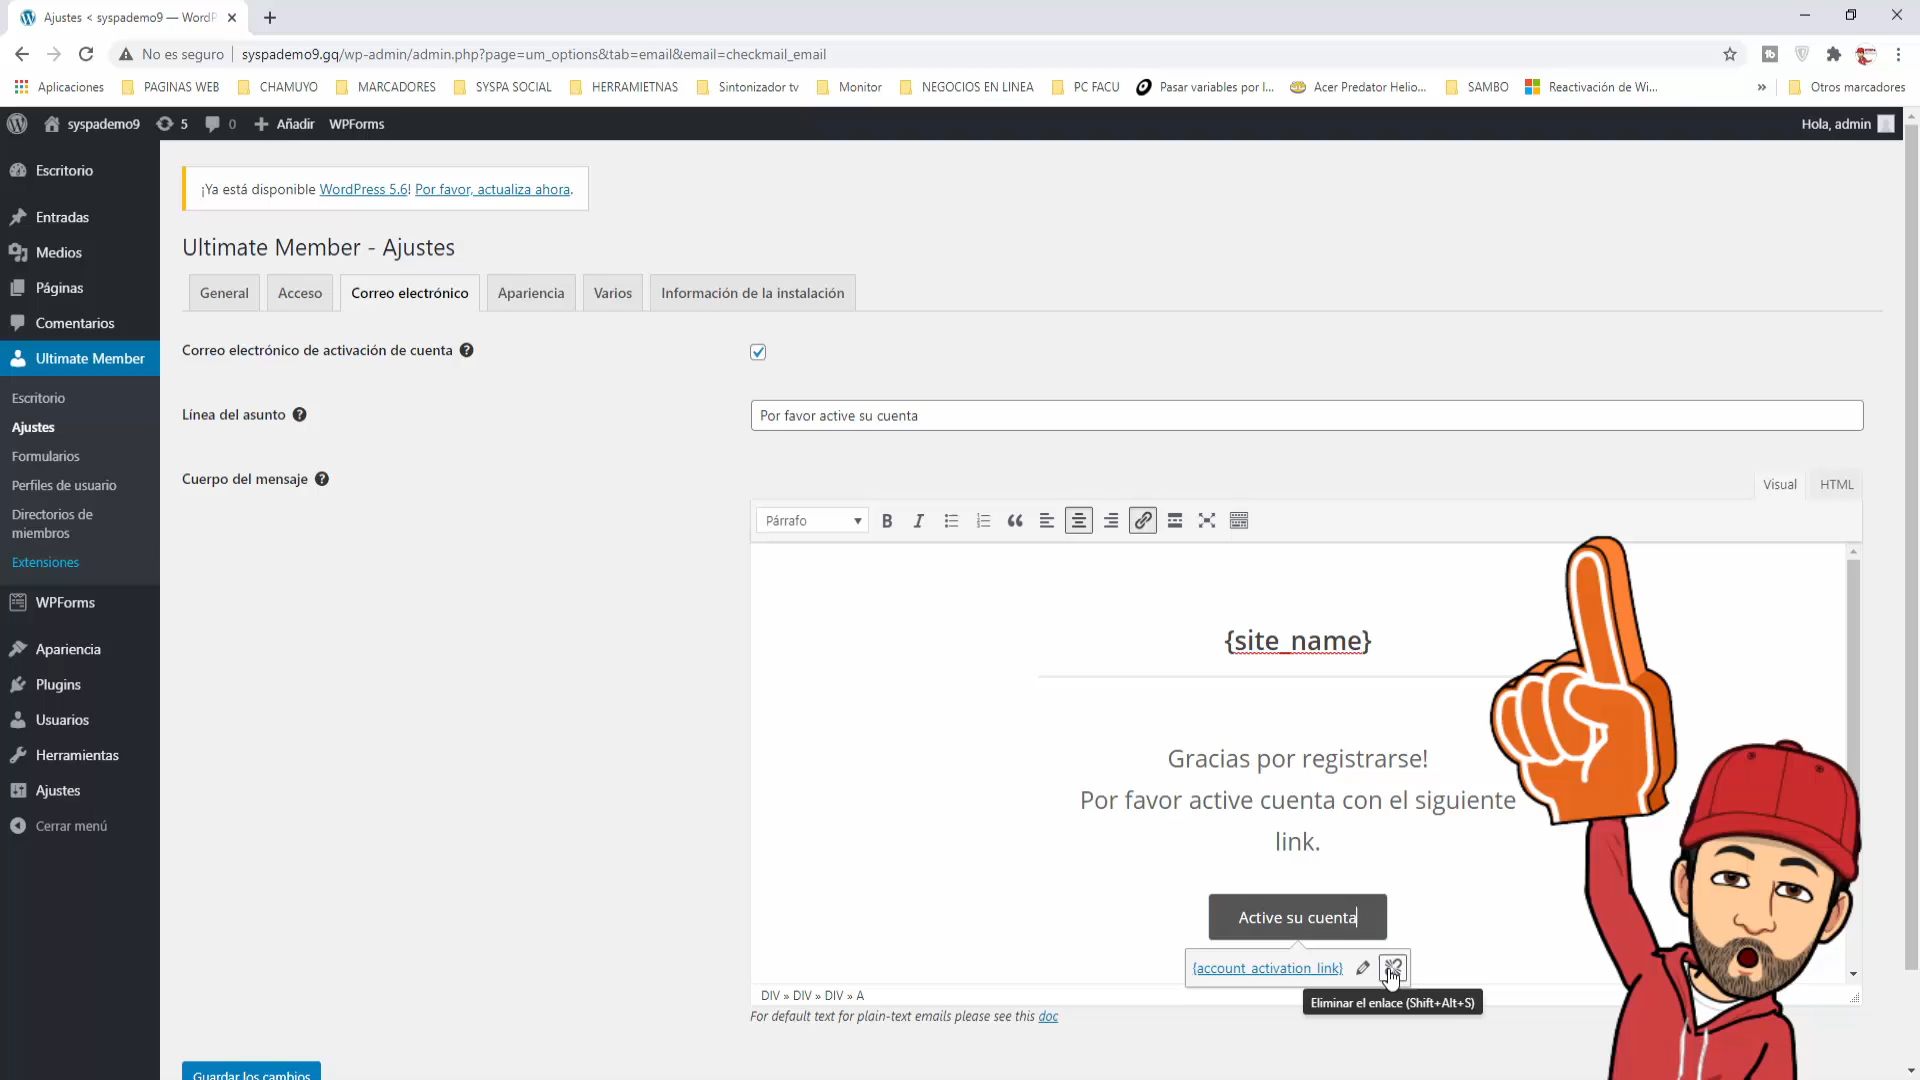 Ajustes < syspademo9 — WordP
No es seguro
syspademo9.gq/wp-admin/admin.php?page=um_options&tab=email&email=checkmail_email
Aplicaciones PAGINAS WEB CHAMUYO MARCADORES SYSPA SOCIAL HERRAMIETNAS Sintonizador tv Monitor NEGOCIOS EN LINEA PC FACU Pasar variables por l... Acer Predator Helio... SAMBO Reactivación de Wi... » Otros marcadores
syspademo9 5 0 Añadir WPForms Hola, admin
Escritorio
Entradas
Medios
Páginas
Comentarios
Ultimate Member
Escritorio
Ajustes
Formularios
Perfiles de usuario
Directorios de
miembros
Extensiones
WPForms
Apariencia
Plugins
Usuarios
Herramientas
Ajustes
Cerrar menú
¡Ya está disponible WordPress 5.6! Por favor, actualiza ahora.
Ultimate Member - Ajustes
General Acceso Correo electrónico Apariencia Varios Información de la instalación
Correo electrónico de activación de cuenta
Línea del asunto
Por favor active su cuenta
Cuerpo del mensaje
Visual HTML
Párrafo
{site_name}
Gracias por registrarse!
Por favor active cuenta con el siguiente
link.
Active su cuenta
{account_activation_link}
Eliminar el enlace (Shift+Alt+S)
DIV » DIV » DIV » A
For default text for plain-text emails please see this doc
Guardar los cambios